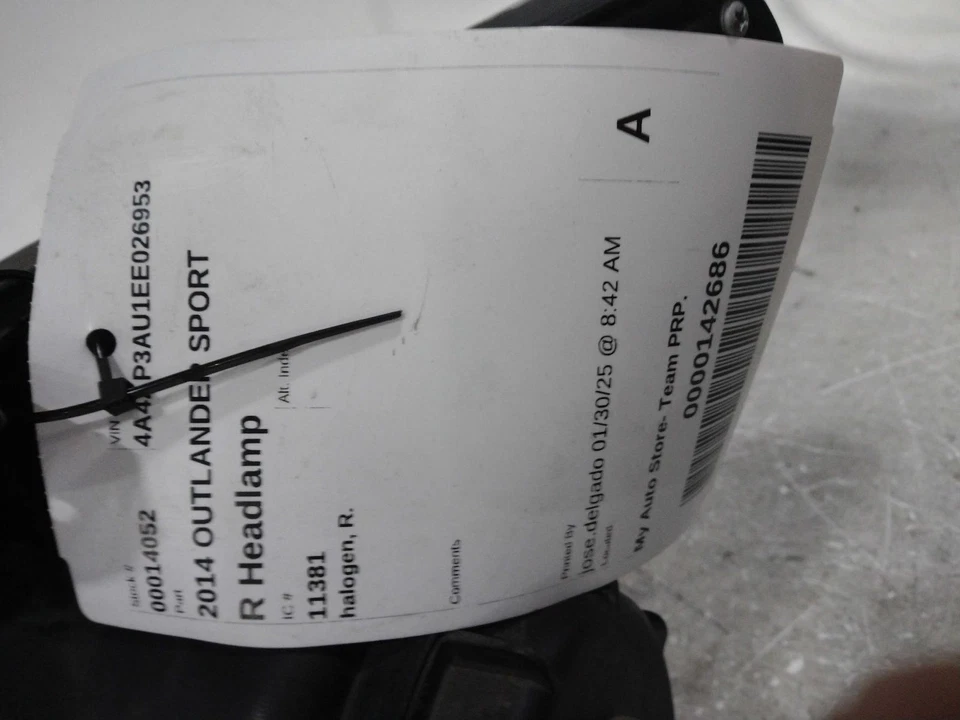 Stock #
00014052
VIN
4A4 P3AU1EE026953
Part
2014 OUTLANDER SPORT
R Headlamp
IC #
11381
Alt. Inde
halogen, R.
Comments
Printed By
jose.delgado 01/30/25 @ 8:42 AM
A
Located
My Auto Store- Team PRP.
0000142686